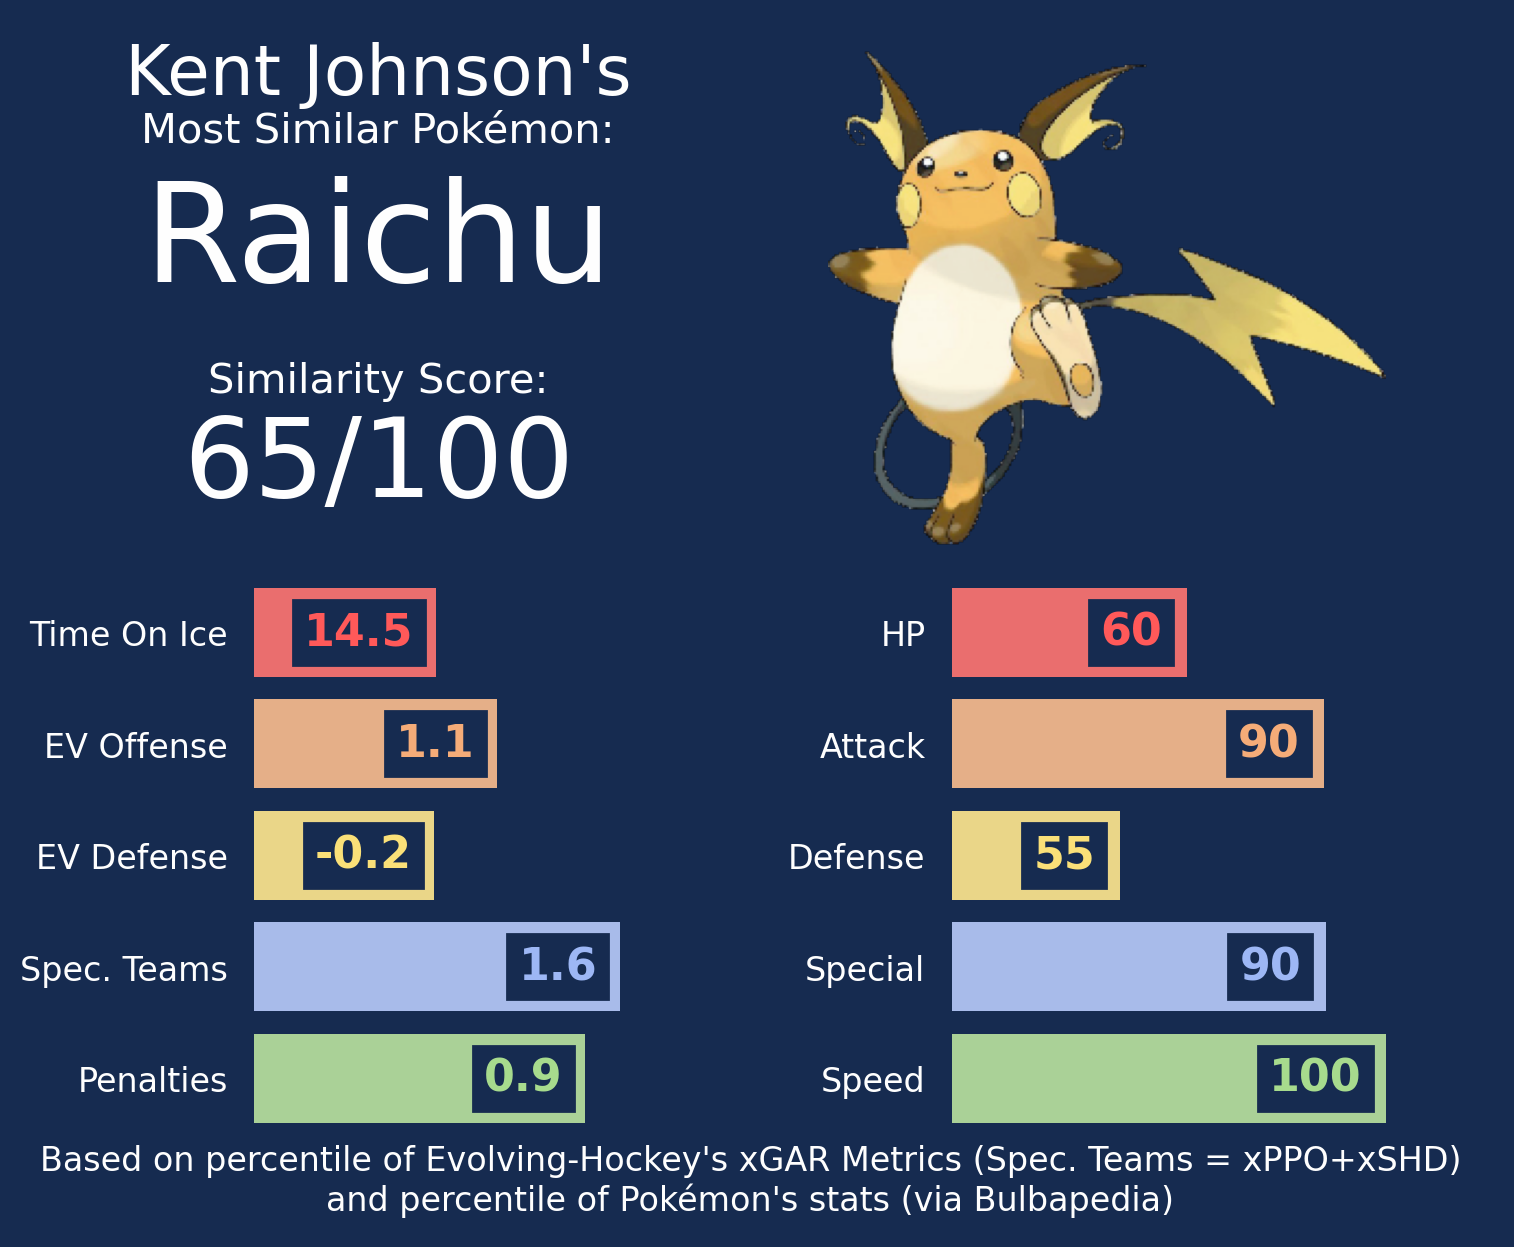 Kent Johnson's
Most Similar Pokémon:
Raichu
Similarity Score:
65/100
Time On Ice 14.5
EV Offense 1.1
EV Defense -0.2
Spec. Teams 1.6
Penalties 0.9
HP 60
Attack 90
Defense 55
Special 90
Speed 100
Based on percentile of Evolving-Hockey's xGAR Metrics (Spec. Teams = xPPO+xSHD)
and percentile of Pokémon's stats (via Bulbapedia)